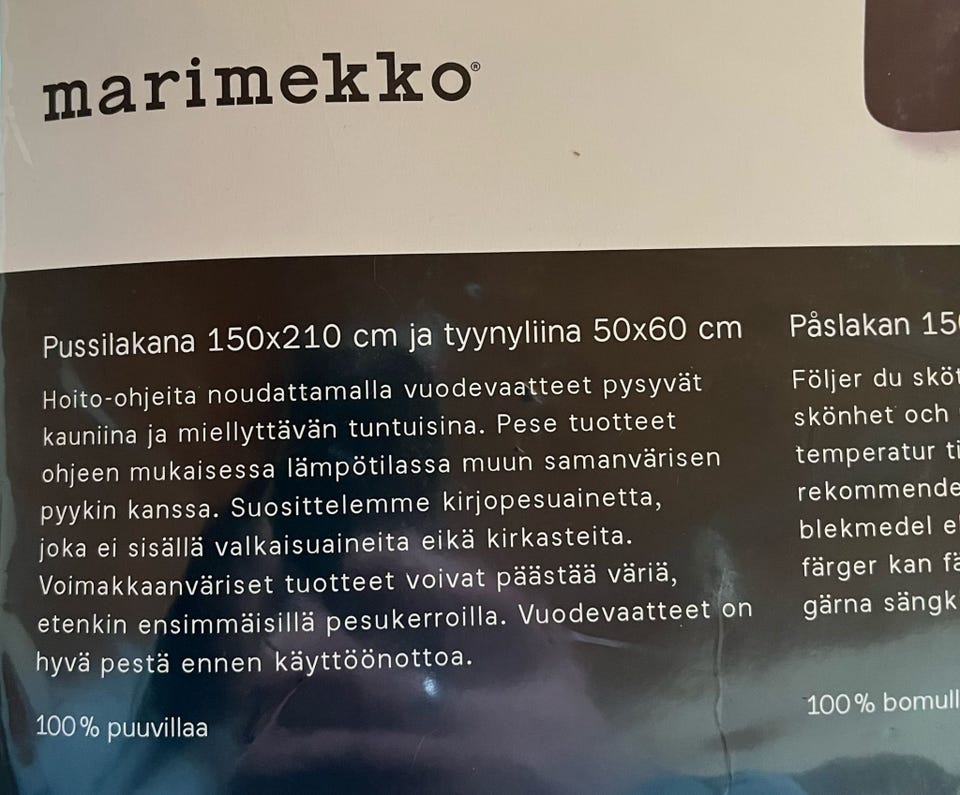 marimekko®
Pussilakana 150x210 cm ja tyynyliina 50x60 cm
Hoito-ohjeita noudattamalla vuodevaatteet pysyvät
kauniina ja miellyttävän tuntuisina. Pese tuotteet
ohjeen mukaisessa lämpötilassa muun samanvärisen
pyykin kanssa. Suosittelemme kirjopesuainetta,
joka ei sisällä valkaisuaineita eikä kirkasteita.
Voimakkaanväriset tuotteet voivat päästää väriä,
etenkin ensimmäisillä pesukerroilla. Vuodevaatteet on
hyvä pestä ennen käyttöönottoa.
100% puuvillaa
Påslakan
Följer du
skönhet och
temperatur
blekmedel
färger kan
gärna
100% bomull